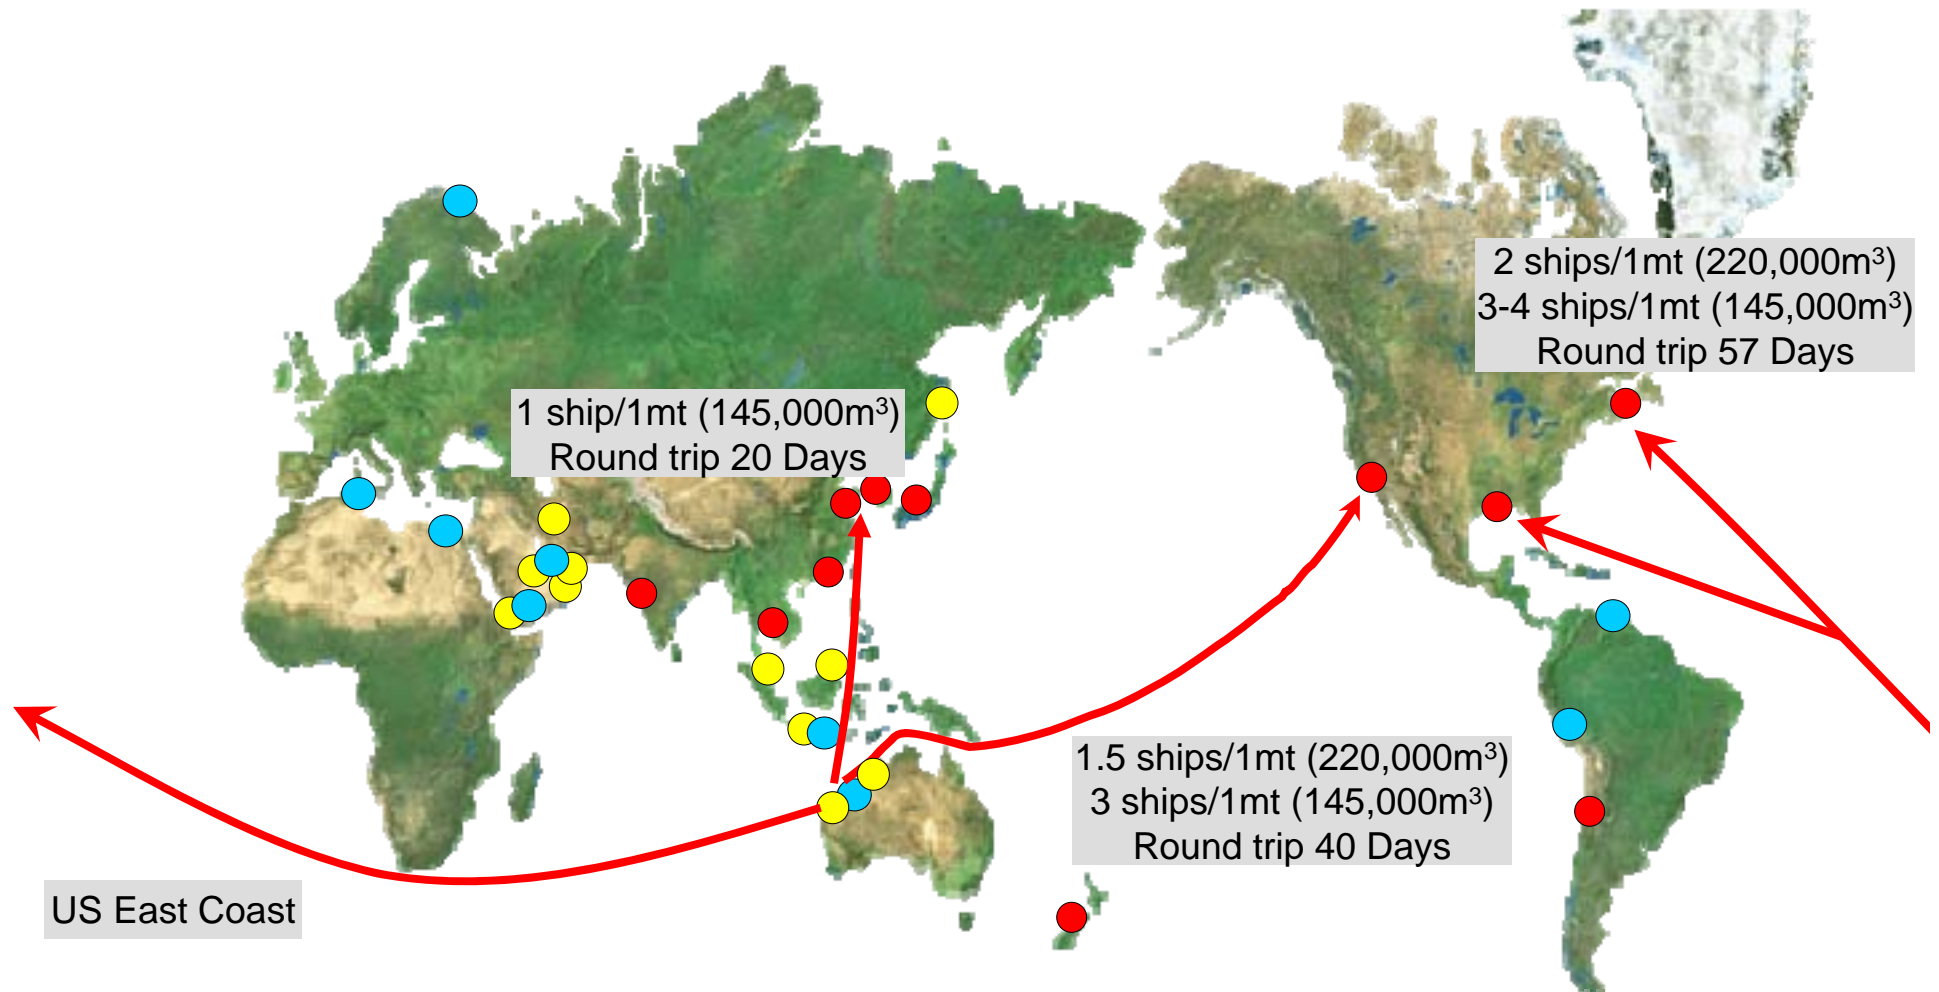 2 ships/1mt (220,000m³)
3-4 ships/1mt (145,000m³)
Round trip 57 Days
1 ship/1mt (145,000m³)
Round trip 20 Days
1.5 ships/1mt (220,000m³)
3 ships/1mt (145,000m³)
Round trip 40 Days
US East Coast